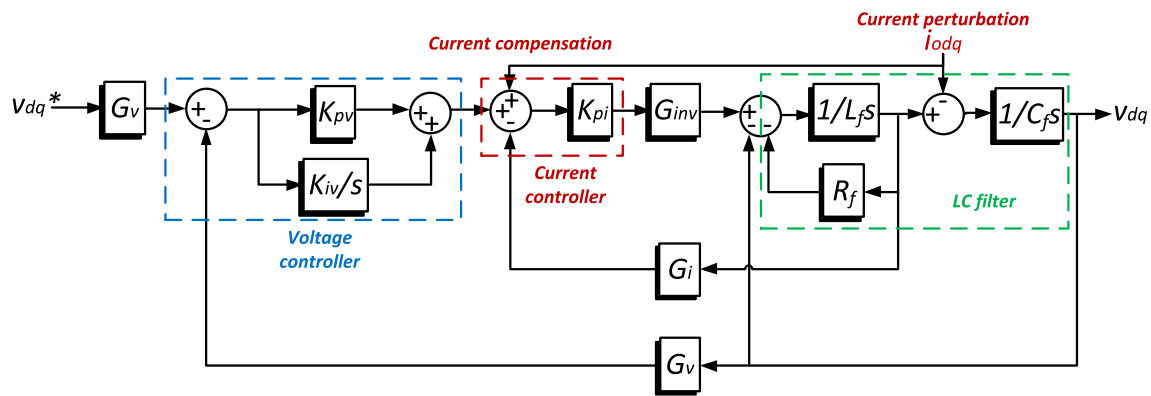 Current perturbation
iodq
Current compensation
vdq*
Gv
+
-
Kpv
+
+
+
+
-
Kpi
Ginv
+
-
-
1/Lfs
-
+
1/Cfs
vdq
Kiv/s
Rf
Current
controller
LC filter
Voltage
controller
Gi
Gv